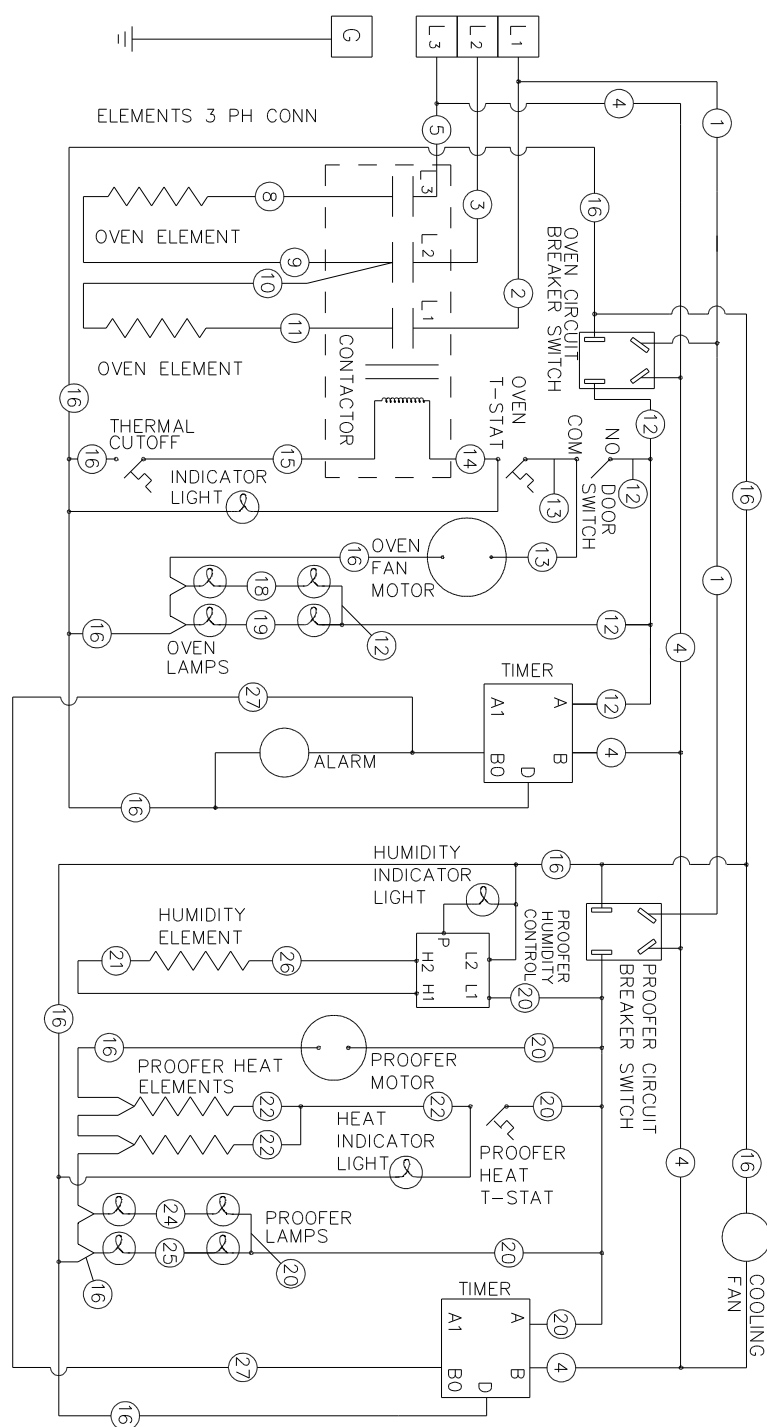 G
L3
L2
L1
ELEMENTS 3 PH CONN
4
1
5
16
L3
8
3
OVEN ELEMENT
OVEN CIRCUIT
BREAKER SWITCH
L2
9
10
2
L1
11
OVEN ELEMENT
CONTACTOR
OVEN
T-STAT
16
12
THERMAL
CUTOFF
16
15
14
COM
NO
12
13
DOOR
SWITCH
INDICATOR
LIGHT
16
16
OVEN
FAN
MOTOR
13
18
1
19
16
12
12
4
OVEN
LAMPS
TIMER
27
A1
A
12
B0
B
4
D
ALARM
16
HUMIDITY
INDICATOR
LIGHT
16
PROOFER
HUMIDITY
CONTROL
HUMIDITY
ELEMENT
P
21
26
H2
L2
H1
L1
20
PROOFER CIRCUIT
BREAKER SWITCH
16
16
PROOFER
MOTOR
20
PROOFER HEAT
ELEMENTS
22
22
20
22
HEAT
INDICATOR
LIGHT
PROOFER
HEAT
T-STAT
4
16
24
PROOFER
LAMPS
25
20
20
16
COOLING
FAN
TIMER
A1
A
20
27
B0
B
4
D
16